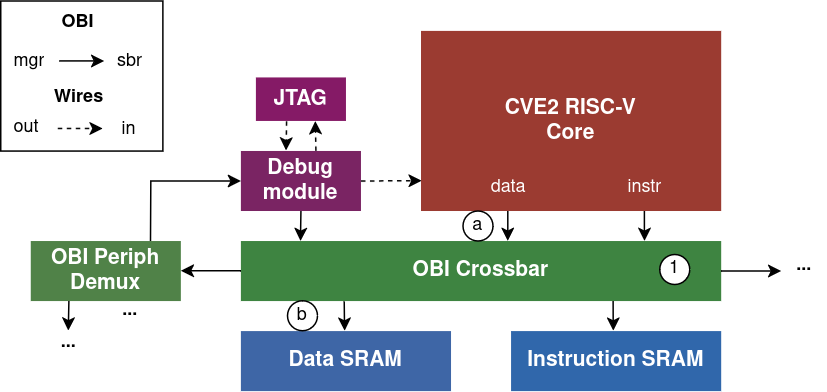 OBI
mgr sbr
Wires
out in
JTAG
CVE2 RISC-V
Core
Debug
module
data instr
a
OBI Periph
Demux
OBI Crossbar
1
...
...
...
b
Data SRAM
Instruction SRAM